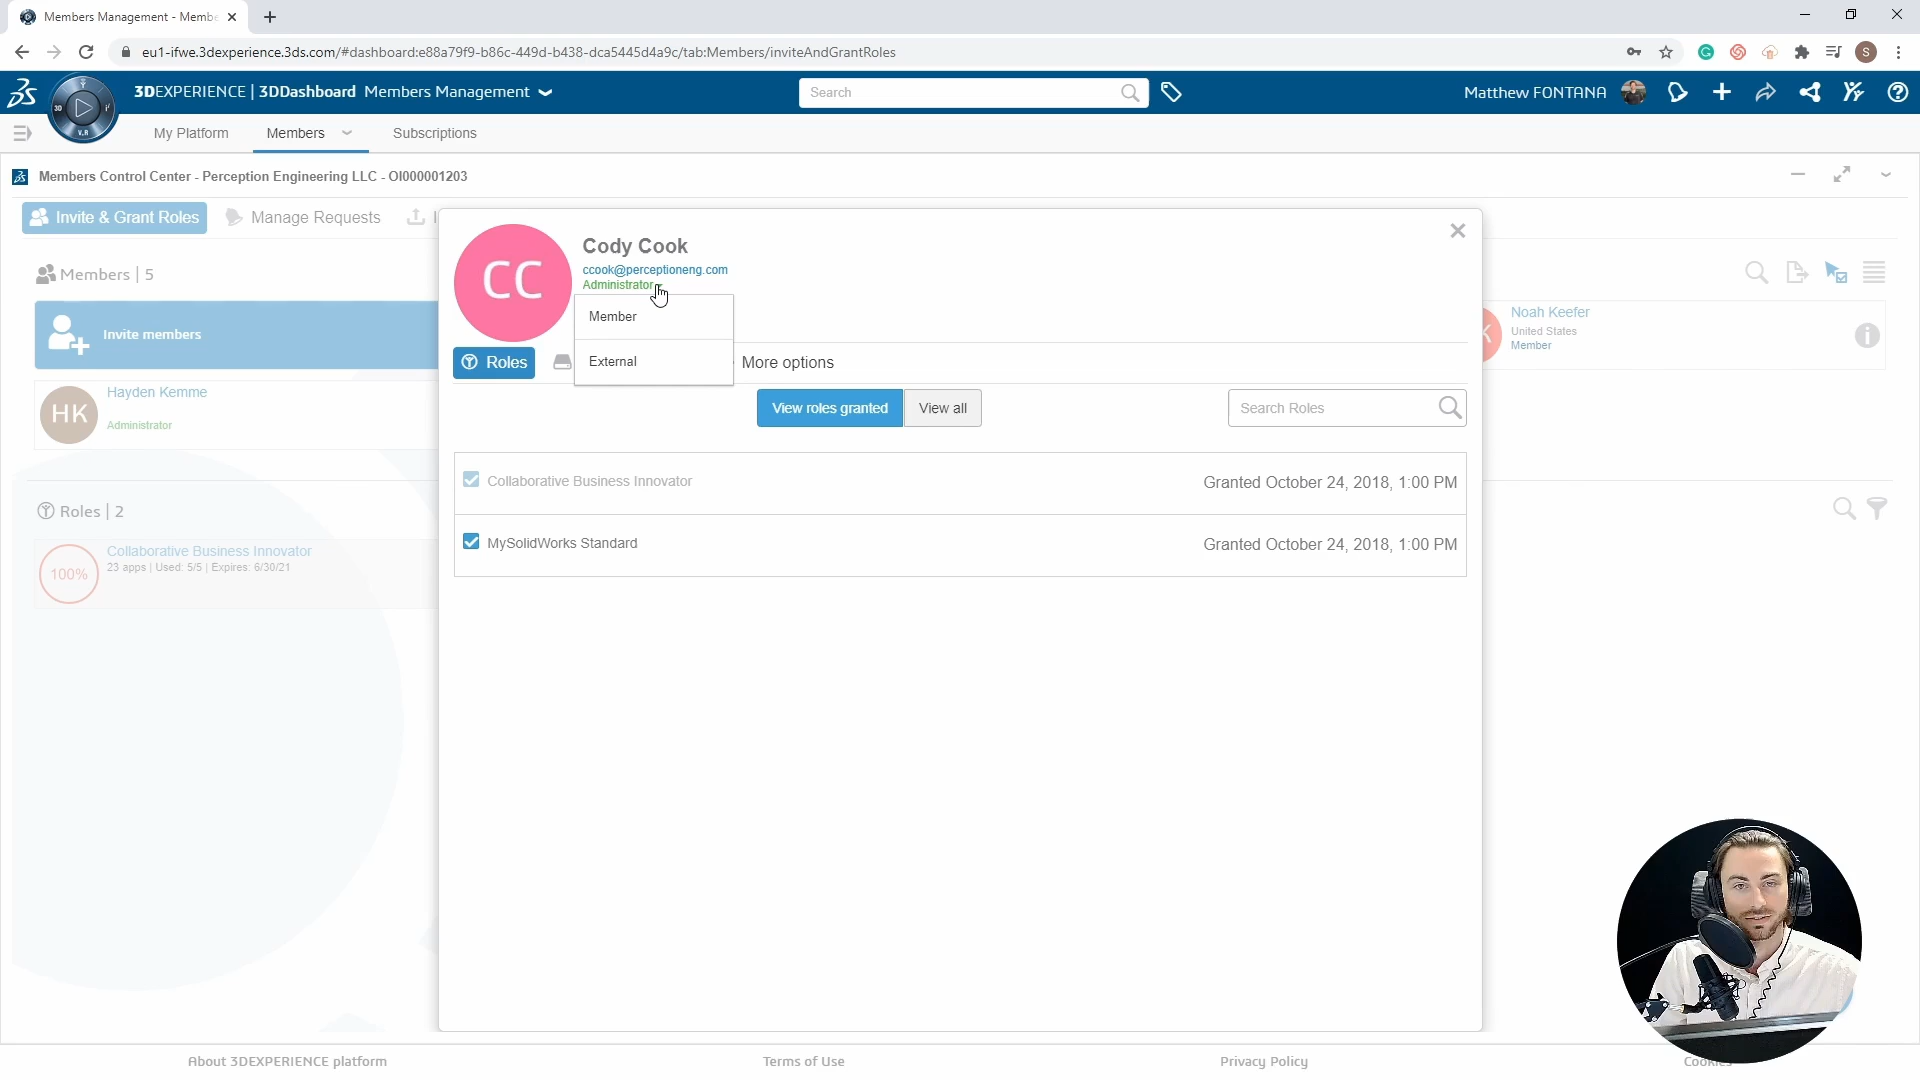 Members Management - Membe
eu1-ifwe.3dexperience.3ds.com/#dashboard:e88a79f9-b86c-449d-b438-dca5445d4a9c/tab:Members/inviteAndGrantRoles
S
3D
V.R
3DEXPERIENCE | 3DDashboard Members Management
Search
Matthew FONTANA
My Platform
Members
Subscriptions
Members Control Center - Perception Engineering LLC - OI000001203
Invite & Grant Roles
Manage Requests
Members | 5
Invite members
HK
Hayden Kemme
Administrator
Roles | 2
100%
Collaborative Business Innovator
23 apps | Used: 5/5 | Expires: 6/30/21
CC
Cody Cook
ccook@perceptioneng.com
Administrator
Member
External
Roles
More options
View roles granted
View all
Search Roles
Collaborative Business Innovator
Granted October 24, 2018, 1:00 PM
MySolidWorks Standard
Granted October 24, 2018, 1:00 PM
Noah Keefer
United States
Member
About 3DEXPERIENCE platform
Terms of Use
Privacy Policy
Cookies